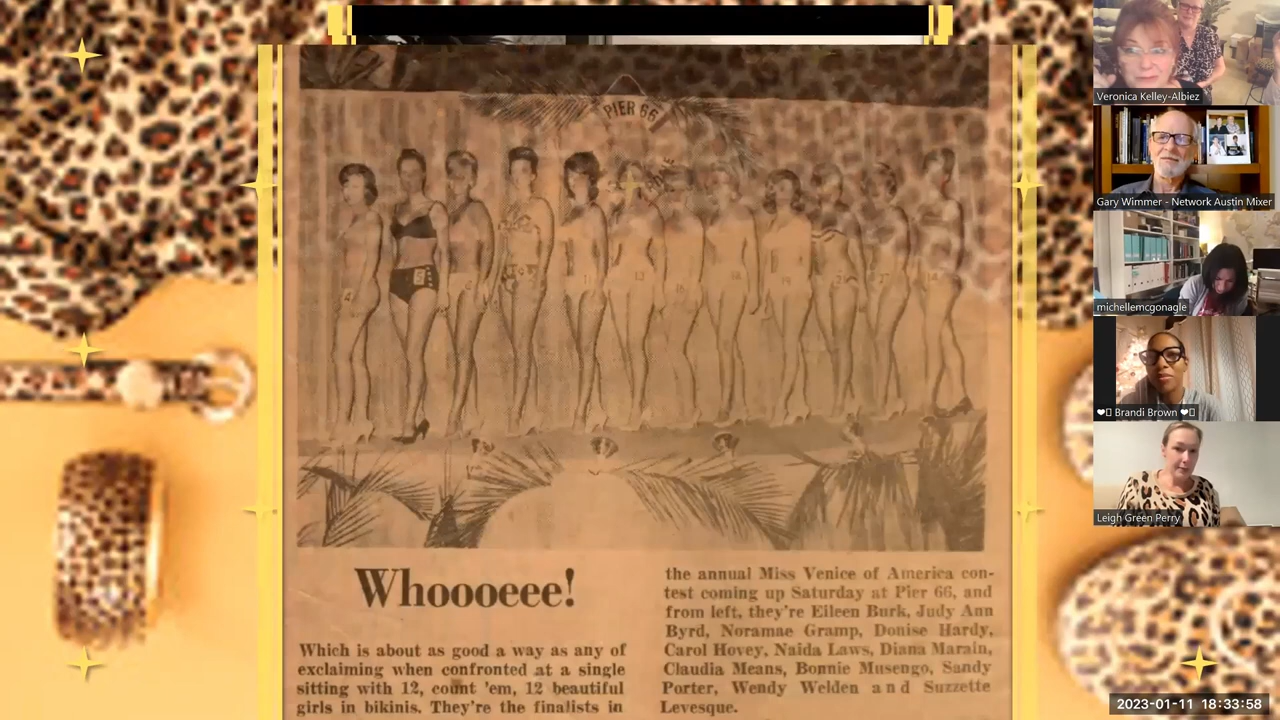 PIER 66
Whoooeee!
Which is about as good a way as any of
exclaiming when confronted at a single
sitting with 12, count 'em, 12 beautiful
girls in bikinis. They're the finalists in
the annual Miss Venice of America con-
test coming up Saturday at Pier 66, and
from left, they're Eileen Burk, Judy Ann
Byrd, Noramae Gramp, Donise Hardy,
Carol Hovey, Naida Laws, Diana Marain,
Claudia Means, Bonnie Musengo, Sandy
Porter, Wendy Welden and Suzzette
Levesque.
Veronica Kelley-Albiez
Gary Wimmer - Network Austin Mixer
michellemcgonagle
Brandi Brown
Leigh Green Perry
2023-01-11 18:33:58